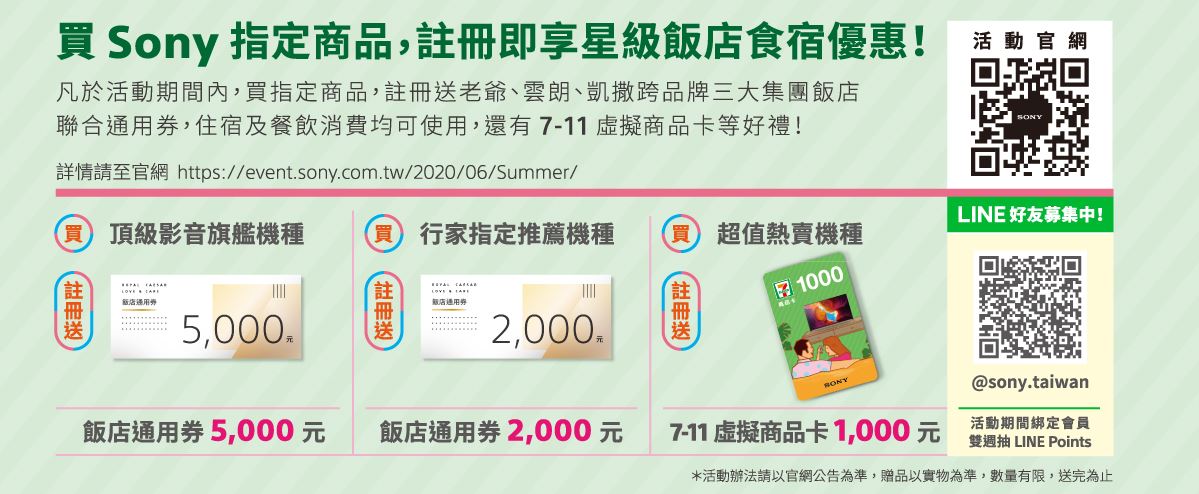 買 Sony 指定商品，註冊即享星級飯店食宿優惠！
凡於活動期間內，買指定商品，註冊送老爺、雲朗、凱撒跨品牌三大集團飯店
聯合通用券，住宿及餐飲消費均可使用，還有 7-11 虛擬商品卡等好禮！
詳情請至官網 https://event.sony.com.tw/2020/06/Summer/
活動官網
SONY
LINE 好友募集中！
@sony.taiwan
活動期間綁定會員
雙週抽 LINE Points
買 頂級影音旗艦機種
註冊送
ROYAL CAESAR
LOVE & CARE
飯店通用券
5,000元
飯店通用券 5,000 元
買 行家指定推薦機種
註冊送
ROYAL CAESAR
LOVE & CARE
飯店通用券
2,000元
飯店通用券 2,000 元
買 超值熱賣機種
註冊送
7 1000
商品卡
SONY
7-11 虛擬商品卡 1,000 元
＊活動辦法請以官網公告為準，贈品以實物為準，數量有限，送完為止